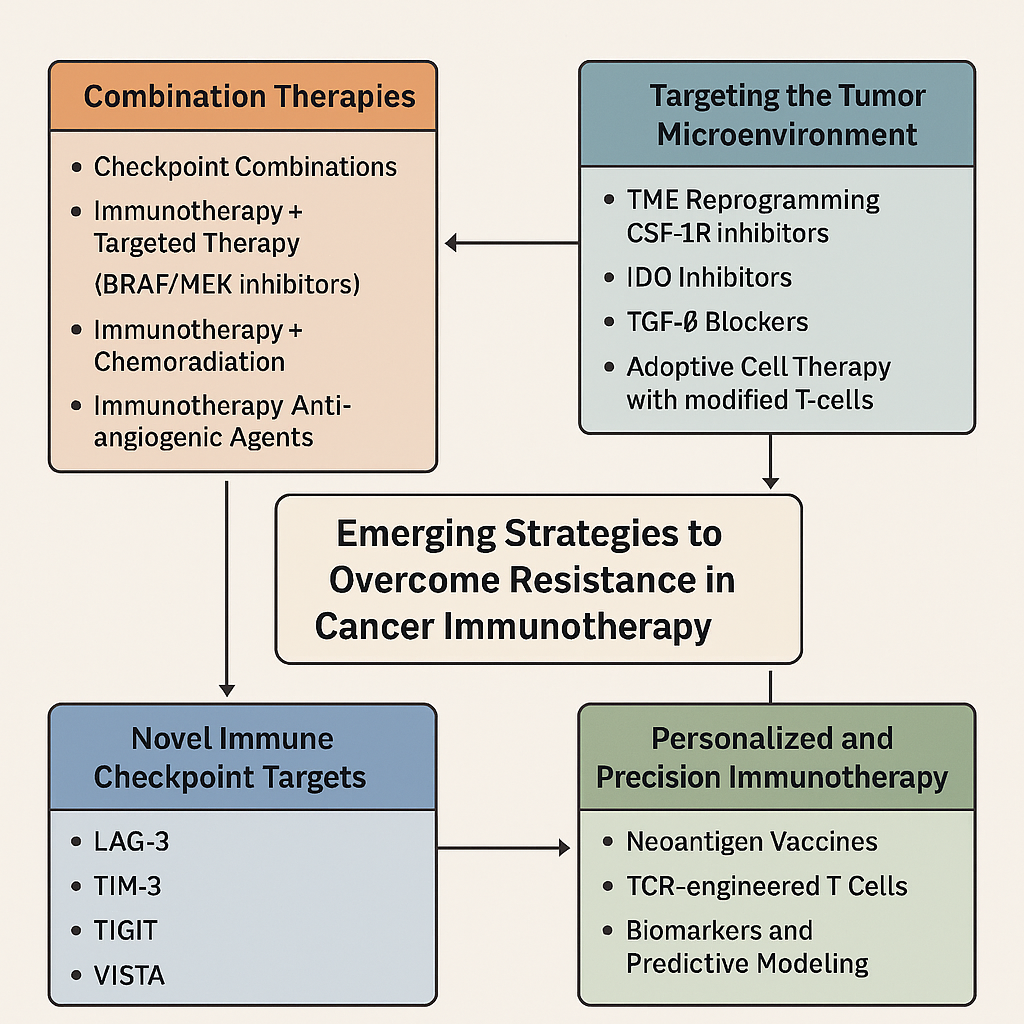 Combination Therapies
• Checkpoint Combinations
• Immunotherapy +
Targeted Therapy
(BRAF/MEK inhibitors)
• Immunotherapy +
Chemoradiation
• Immunotherapy Anti-
angiogenic Agents
Targeting the Tumor
Microenvironment
• TME Reprogramming
CSF-1R inhibitors
• IDO Inhibitors
• TGF-β Blockers
• Adoptive Cell Therapy
with modified T-cells
Emerging Strategies to
Overcome Resistance in
Cancer Immunotherapy
Novel Immune
Checkpoint Targets
• LAG-3
• TIM-3
• TIGIT
• VISTA
Personalized and
Precision Immunotherapy
• Neoantigen Vaccines
• TCR-engineered T Cells
• Biomarkers and
Predictive Modeling